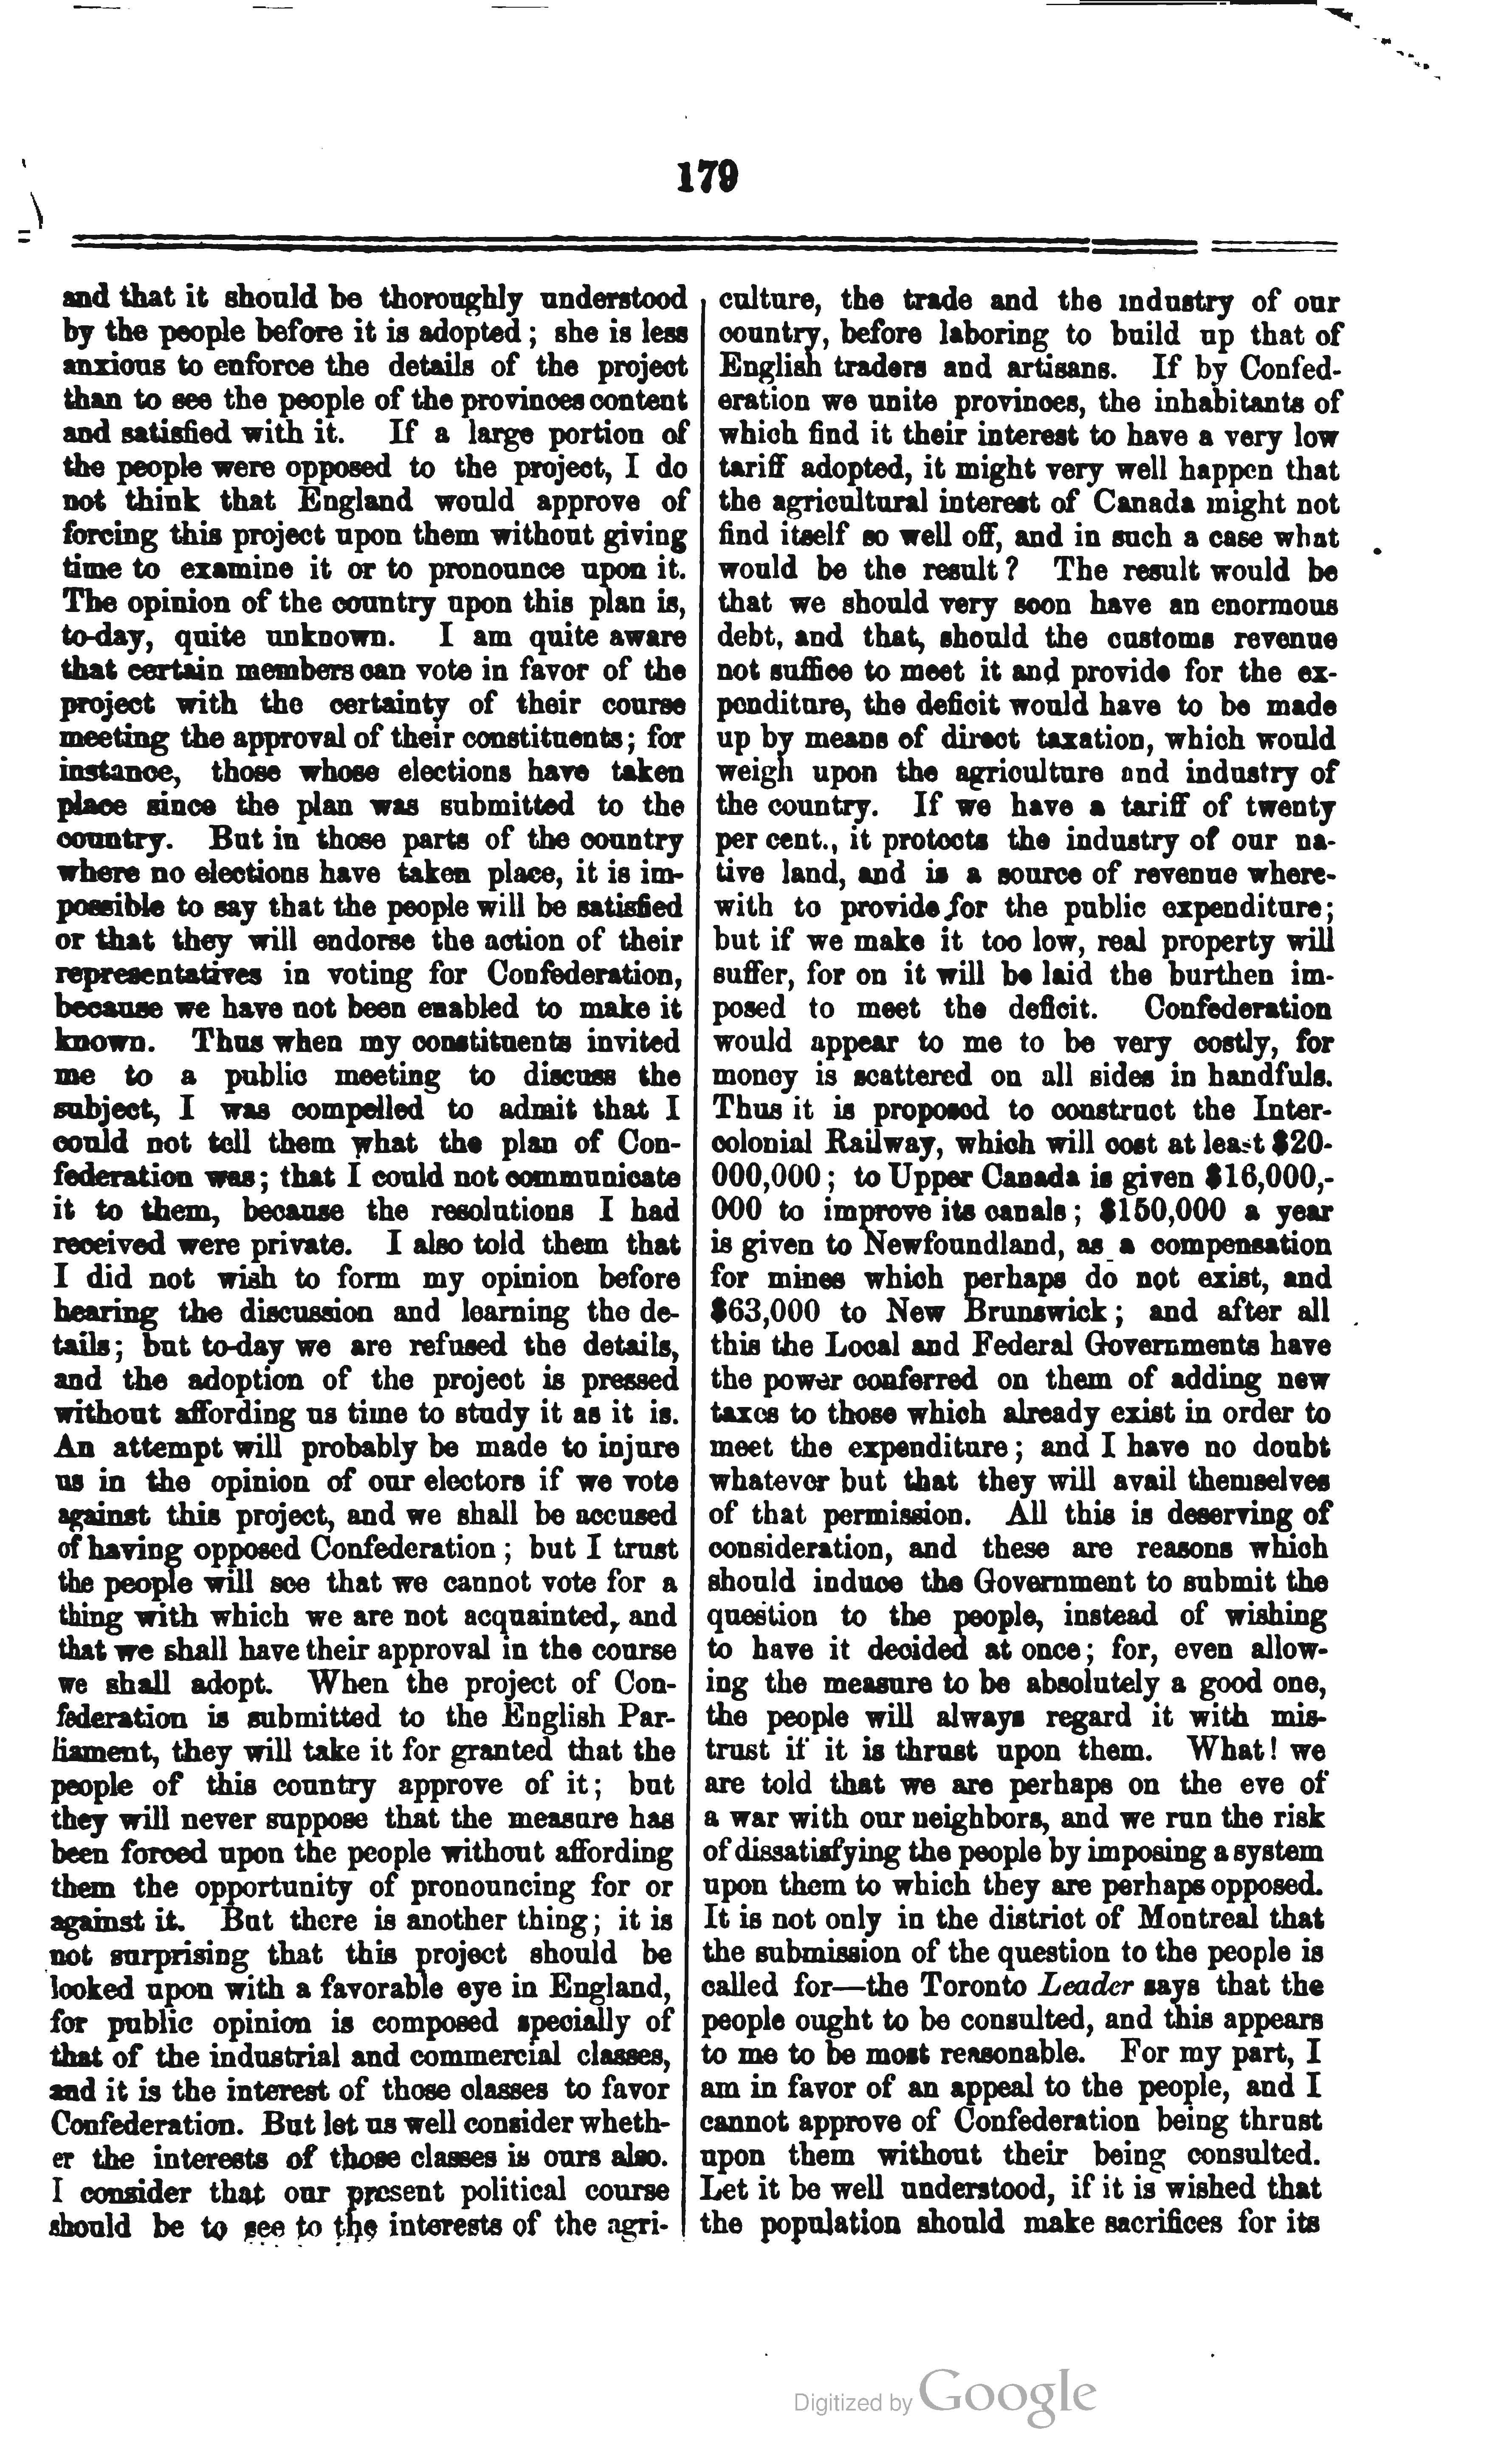 179
and that it should be thoroughly understood
by the people before it is adopted; she is less
anxious to enforce the details of the project
than to see the people of the provinces content
and satisfied with it. If a large portion of
the people were opposed to the project, I do
not think that England would approve of
forcing this project upon them without giving
time to examine it or to pronounce upon it.
The opinion of the country upon this plan is,
to-day, quite unknown. I am quite aware
that certain members can vote in favor of the
project with the certainty of their course
meeting the approval of their constituents; for
instance, those whose elections have taken
place since the plan was submitted to the
country. But in those parts of the country
where no elections have taken place, it is im-
possible to say that the people will be satisfied
or that they will endorse the action of their
representatives in voting for Confederation,
because we have not been enabled to make it
known. Thus when my constituents invited
me to a public meeting to discuss the
subject, I was compelled to admit that I
could not tell them what the plan of Con-
federation was; that I could not communicate
it to them, because the resolutions I had
received were private. I also told them that
I did not wish to form my opinion before
hearing the discussion and learning the de-
tails; but to-day we are refused the details,
and the adoption of the project is pressed
without affording us time to study it as it is.
An attempt will probably be made to injure
us in the opinion of our electors if we vote
against this project, and we shall be accused
of having opposed Confederation; but I trust
the people will see that we cannot vote for a
thing with which we are not acquainted, and
that we shall have their approval in the course
we shall adopt. When the project of Con-
federation is submitted to the English Par-
liament, they will take it for granted that the
people of this country approve of it; but
they will never suppose that the measure has
been forced upon the people without affording
them the opportunity of pronouncing for or
against it. But there is another thing; it is
not surprising that this project should be
looked upon with a favorable eye in England,
for public opinion is composed specially of
that of the industrial and commercial classes,
and it is the interest of those classes to favor
Confederation. But let us well consider wheth-
er the interests of those classes is ours also.
I consider that our present political course
should be to see to the interests of the agri-
culture, the trade and the industry of our
country, before laboring to build up that of
English traders and artisans. If by Confed-
eration we unite provinces, the inhabitants of
which find it their interest to have a very low
tariff adopted, it might very well happen that
the agricultural interest of Canada might not
find itself so well off, and in such a case what
would be the result? The result would be
that we should very soon have an enormous
debt, and that, should the customs revenue
not suffice to meet it and provide for the ex-
penditure, the deficit would have to be made
up by means of direct taxation, which would
weigh upon the agriculture and industry of
the country. If we have a tariff of twenty
per cent., it protects the industry of our na-
tive land, and is a source of revenue where-
with to provide for the public expenditure;
but if we make it too low, real property will
suffer, for on it will be laid the burthen im-
posed to meet the deficit. Confederation
would appear to me to be very costly, for
money is scattered on all sides in handfuls.
Thus it is proposed to construct the Inter-
colonial Railway, which will cost at least $20-
000,000; to Upper Canada is given $16,000,-
000 to improve its canals; $150,000 a year
is given to Newfoundland, as a compensation
for mines which perhaps do not exist, and
$63,000 to New Brunswick; and after all
this the Local and Federal Governments have
the power conferred on them of adding new
taxes to those which already exist in order to
meet the expenditure; and I have no doubt
whatever but that they will avail themselves
of that permission. All this is deserving of
consideration, and these are reasons which
should induce the Government to submit the
question to the people, instead of wishing
to have it decided at once; for, even allow-
ing the measure to be absolutely a good one,
the people will always regard it with mis-
trust if it is thrust upon them. What! we
are told that we are perhaps on the eve of
a war with our neighbors, and we run the risk
of dissatisfying the people by imposing a system
upon them to which they are perhaps opposed.
It is not only in the district of Montreal that
the submission of the question to the people is
called for—the Toronto Leader says that the
people ought to be consulted, and this appears
to me to be most reasonable. For my part, I
am in favor of an appeal to the people, and I
cannot approve of Confederation being thrust
upon them without their being consulted.
Let it be well understood, if it is wished that
the population should make sacrifices for its
Digitized by Google